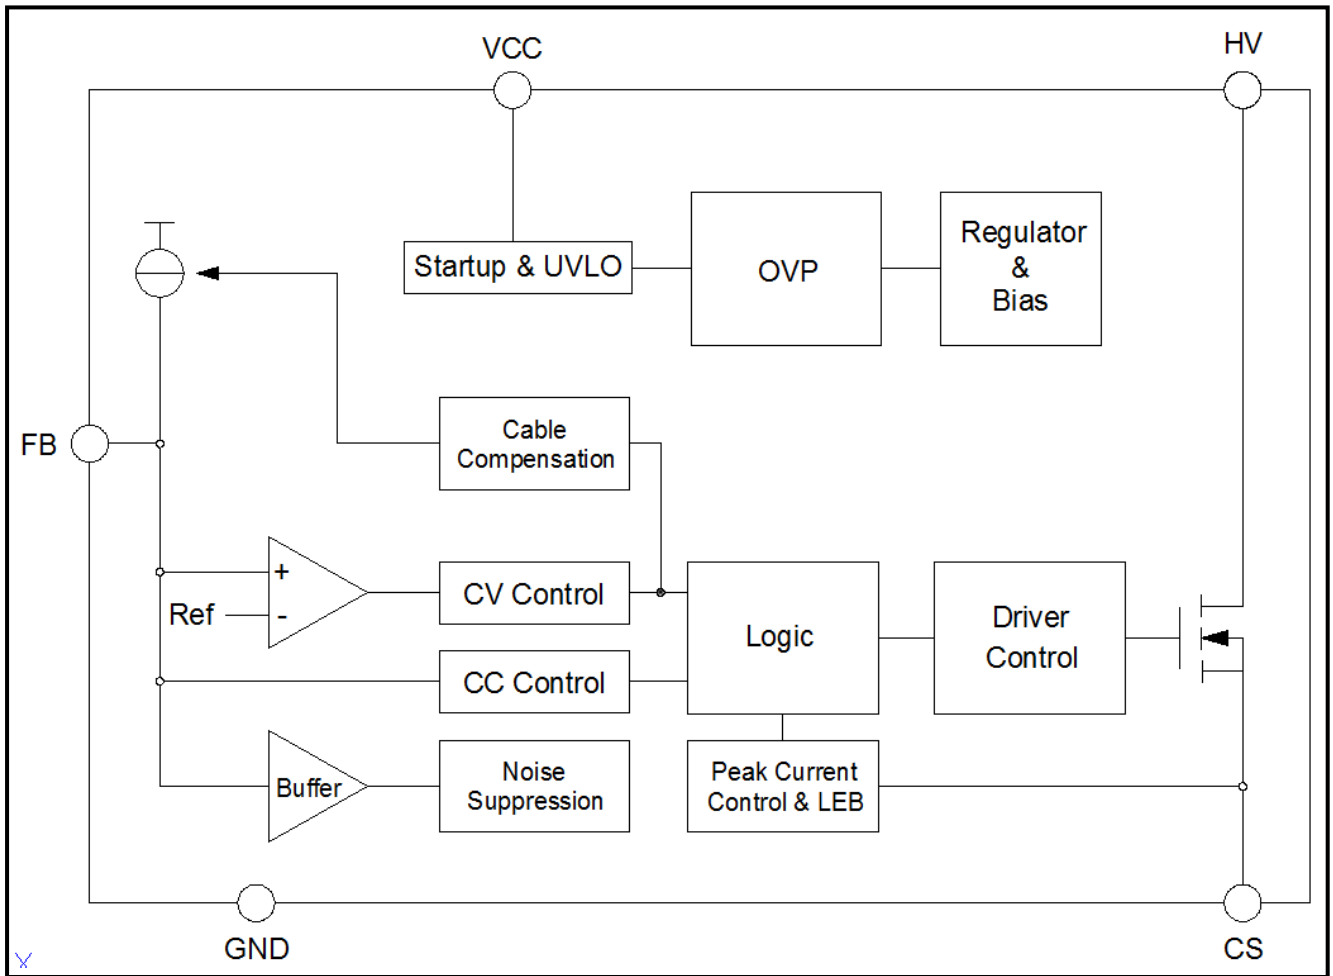 VCC
HV
Startup & UVLO
OVP
Regulator
&
Bias
FB
Cable
Compensation
+
Ref
-
CV Control
Logic
Driver
Control
CC Control
Buffer
Noise
Suppression
Peak Current
Control & LEB
GND
CS